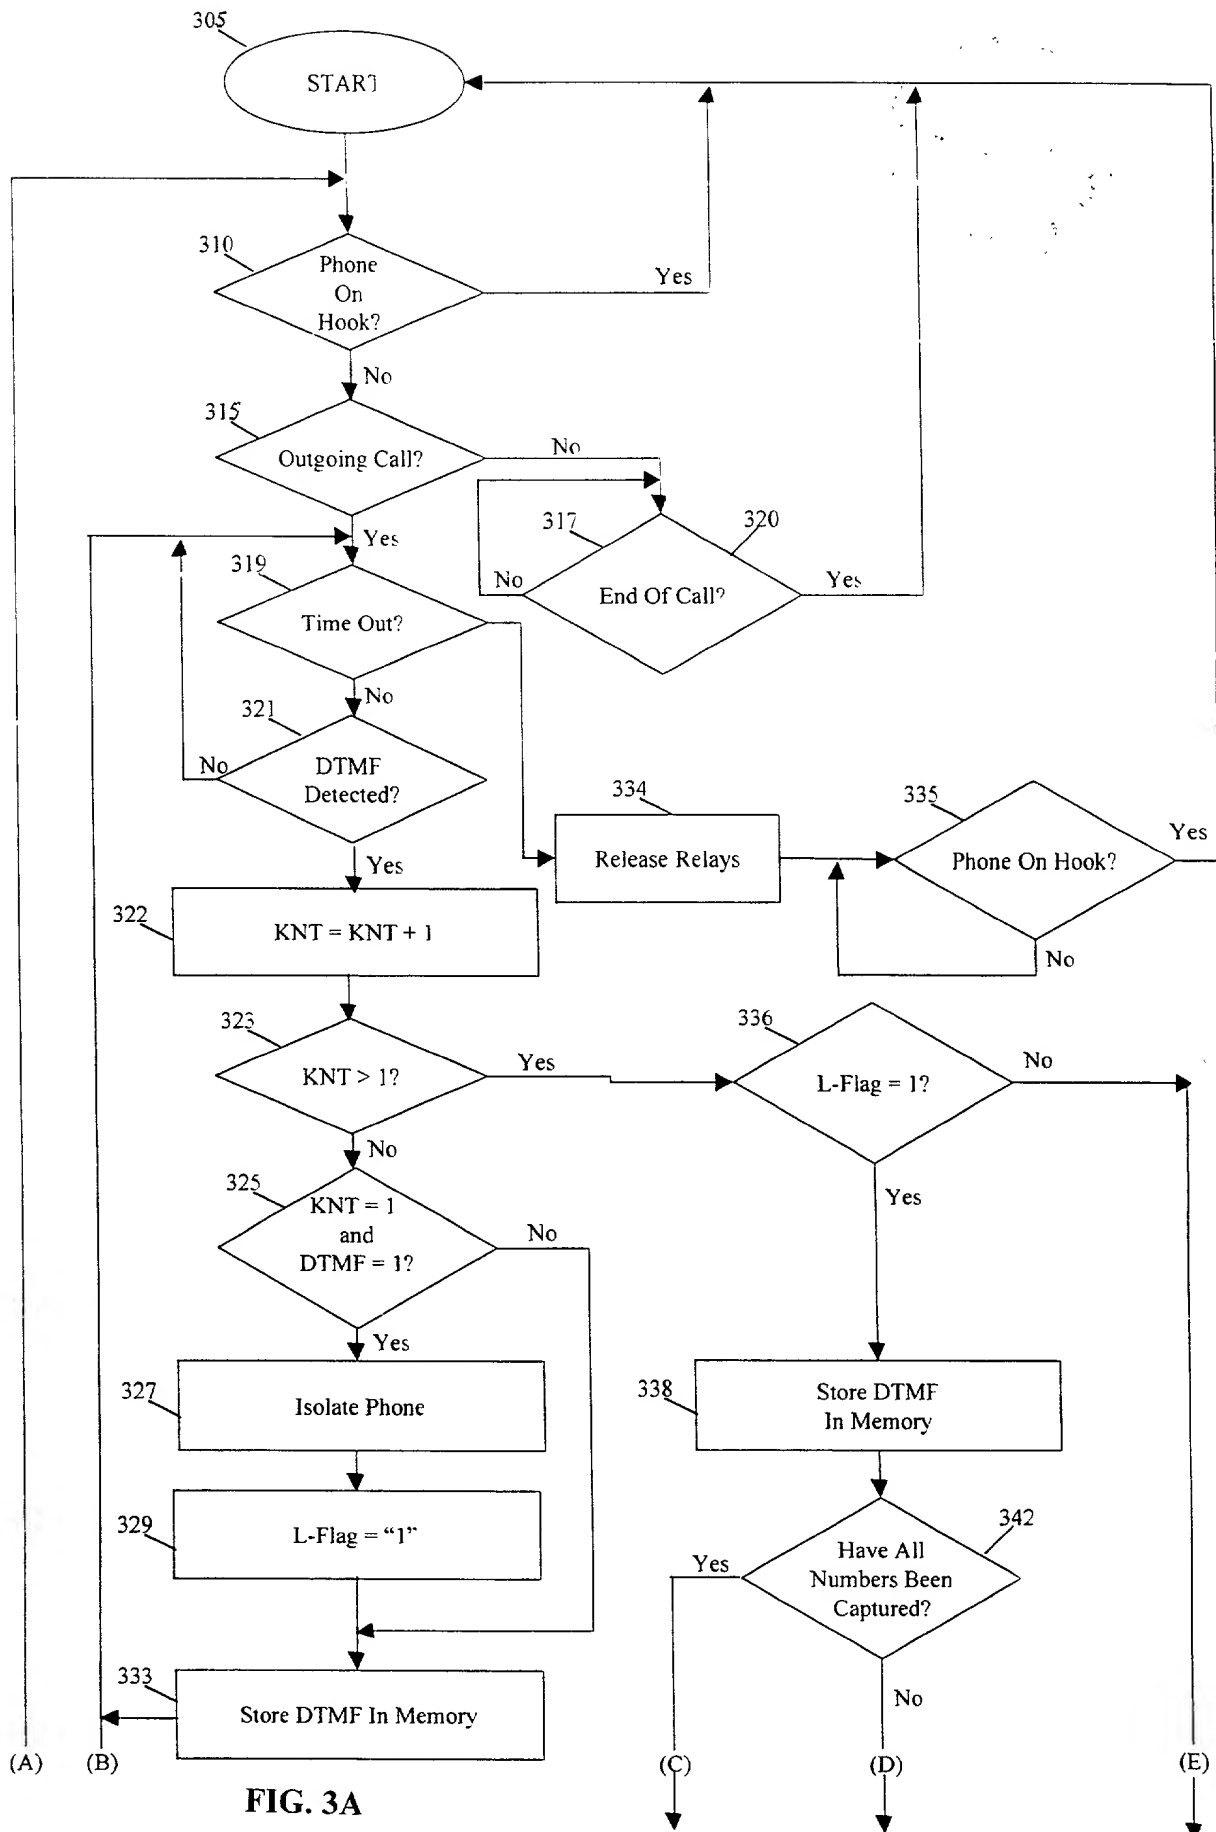 305
START
310
Phone
On
Hook?
Yes
No
315
Outgoing Call?
No
Yes
317
320
End Of Call?
No
Yes
319
Time Out?
No
321
DTMF
Detected?
No
Yes
334
Release Relays
335
Phone On Hook?
Yes
No
322
KNT = KNT + 1
323
KNT > 1?
Yes
No
336
L-Flag = 1?
No
Yes
325
KNT = 1
and
DTMF = 1?
No
Yes
327
Isolate Phone
338
Store DTMF
In Memory
329
L-Flag = “1”
342
Have All
Numbers Been
Captured?
Yes
No
333
Store DTMF In Memory
(A)
(B)
(C)
(D)
(E)
FIG. 3A